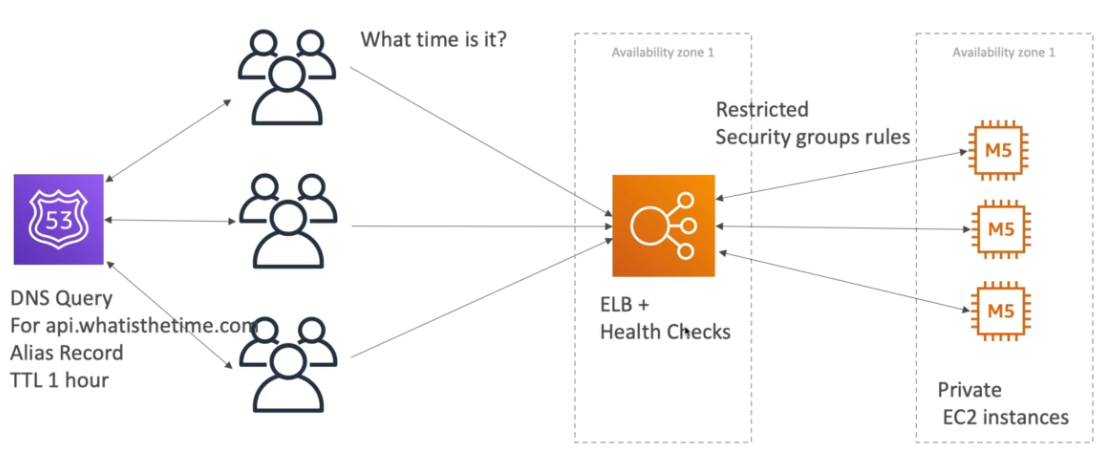 What time is it?
Availability zone 1
Availability zone 1
Restricted
Security groups rules
M5
53
M5
DNS Query
For api.whatisthetime.com
Alias Record
TTL 1 hour
ELB +
Health Checks
M5
Private
EC2 instances